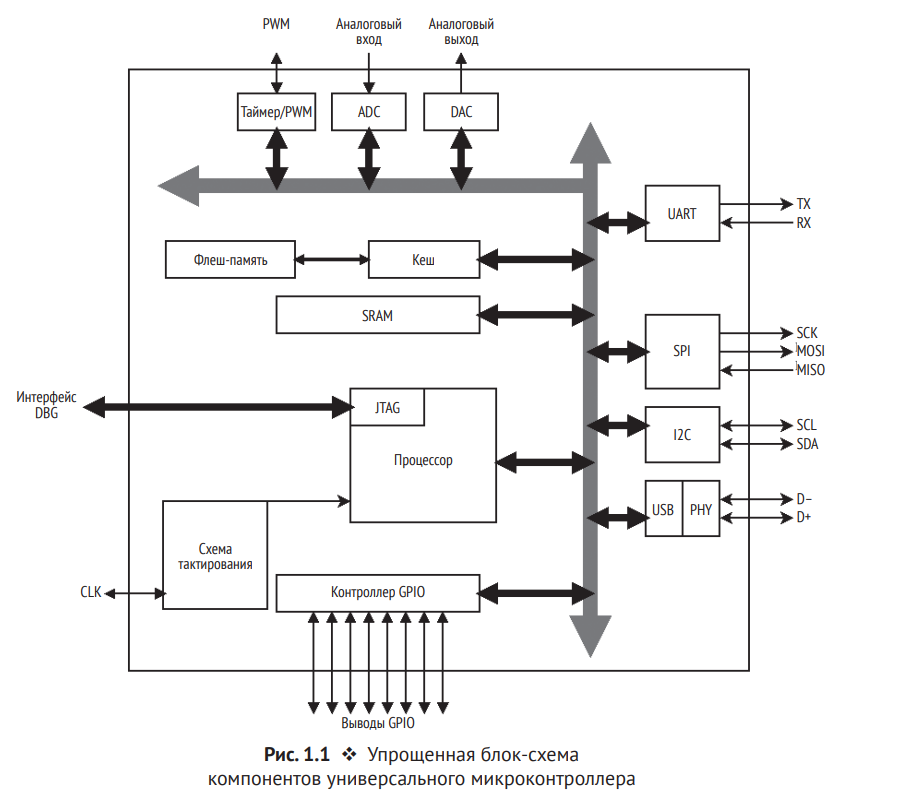 PWM
Аналоговый
вход
Аналоговый
выход
Таймер/PWM
ADC
DAC
UART
TX
RX
Флеш-память
Кеш
SRAM
SPI
SCK
MOSI
MISO
Интерфейс
DBG
JTAG
Процессор
I2C
SCL
SDA
USB
PHY
D−
D+
Схема
тактирования
CLK
Контроллер GPIO
Выводы GPIO
Рис. 1.1 ❖ Упрощенная блок-схема
компонентов универсального микроконтроллера